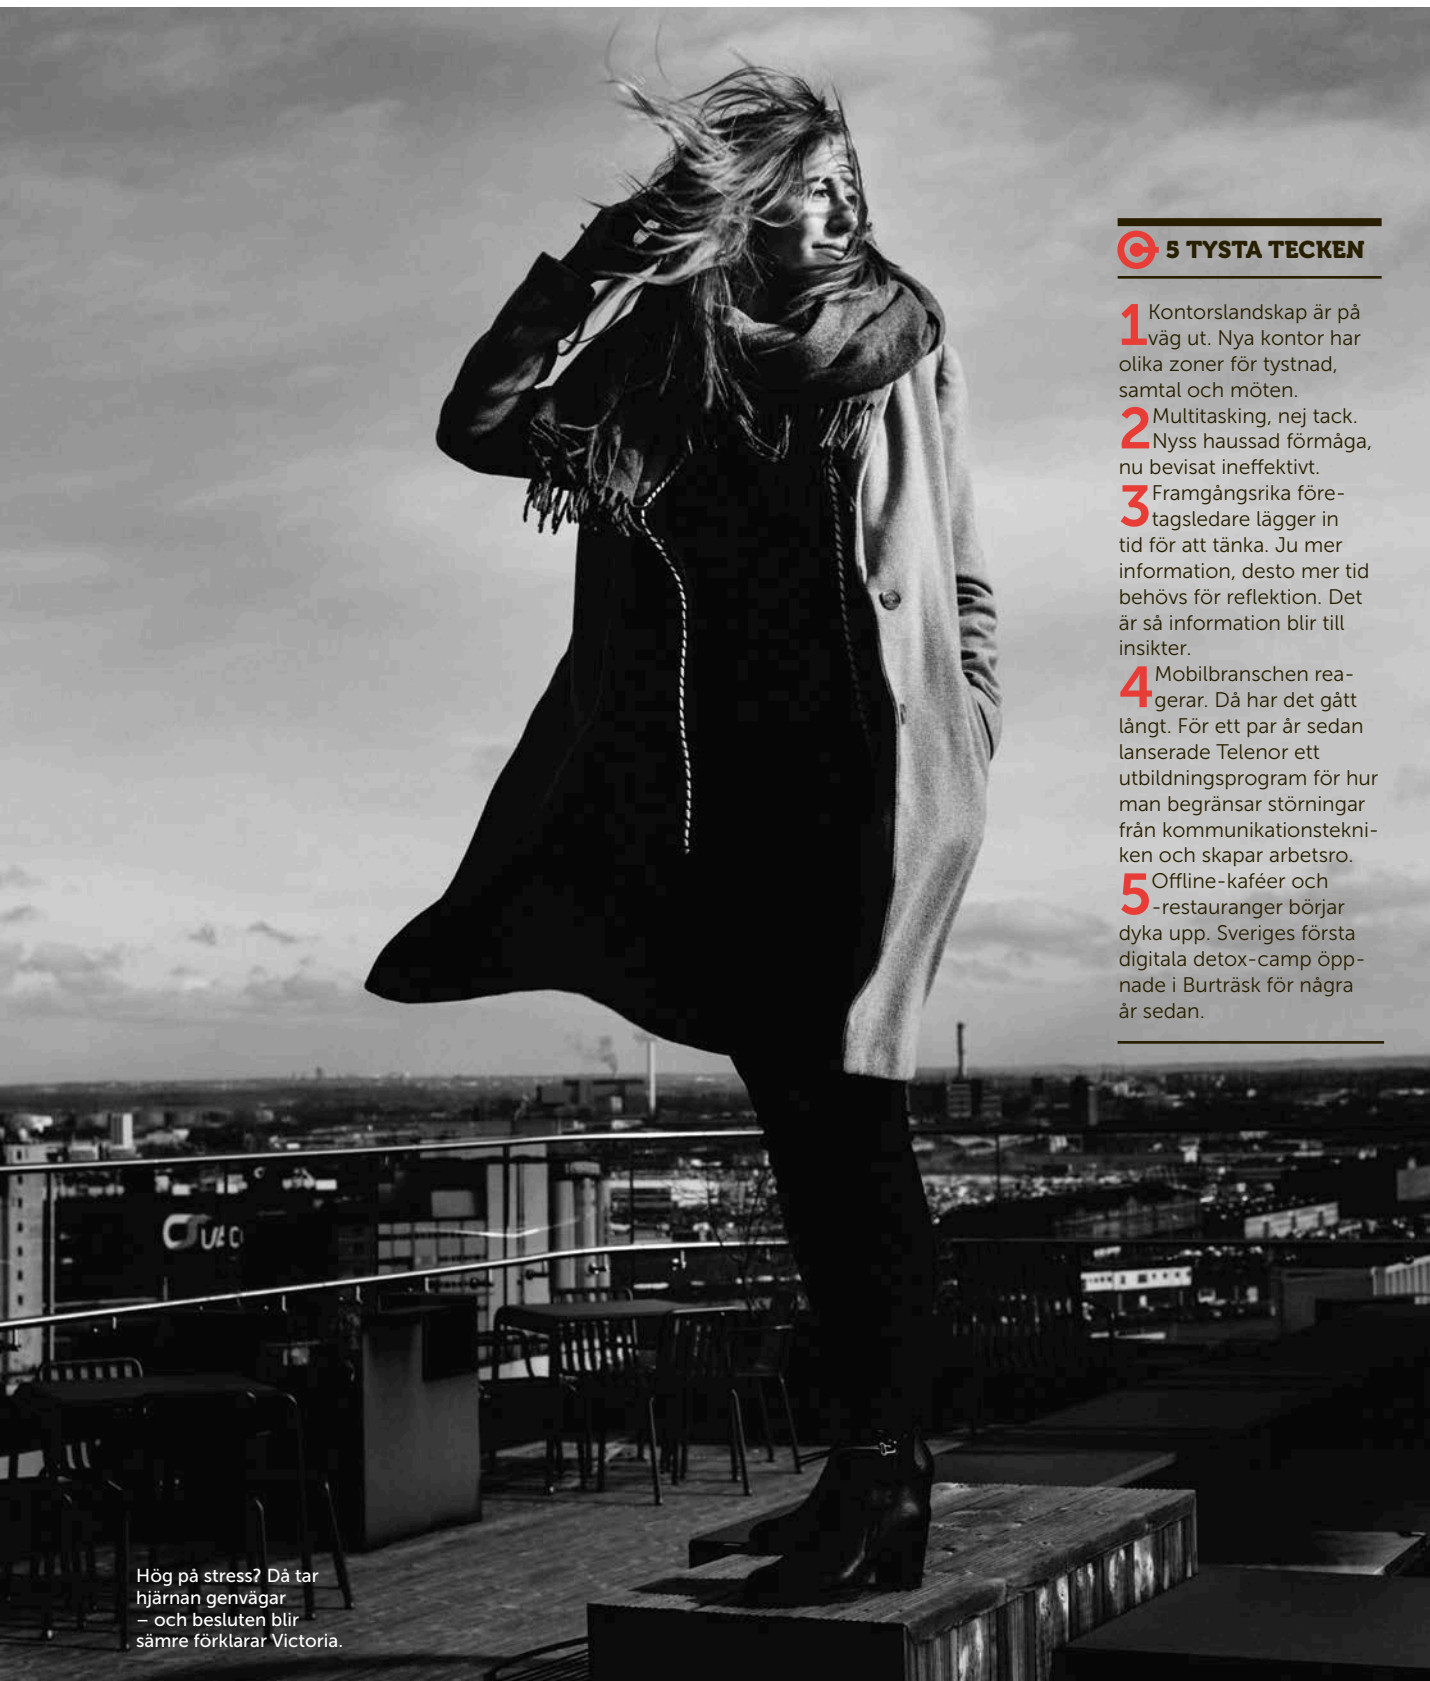 5 TYSTA TECKEN
1 Kontorslandskap är på
väg ut. Nya kontor har
olika zoner för tystnad,
samtal och möten.
2 Multitasking, nej tack.
Nyss haussad förmåga,
nu bevisat ineffektivt.
3 Framgångsrika före-
tagsledare lägger in
tid för att tänka. Ju mer
information, desto mer tid
behövs för reflektion. Det
är så information blir till
insikter.
4 Mobilbranschen rea-
gerar. Då har det gått
långt. För ett par år sedan
lanserade Telenor ett
utbildningsprogram för hur
man begränsar störningar
från kommunikationstekni-
ken och skapar arbetsro.
5 Offline-kaféer och
-restauranger börjar
dyka upp. Sveriges första
digitala detox-camp öpp-
nade i Burträsk för några
år sedan.
Hög på stress? Då tar
hjärnan genvägar
– och besluten blir
sämre förklarar Victoria.